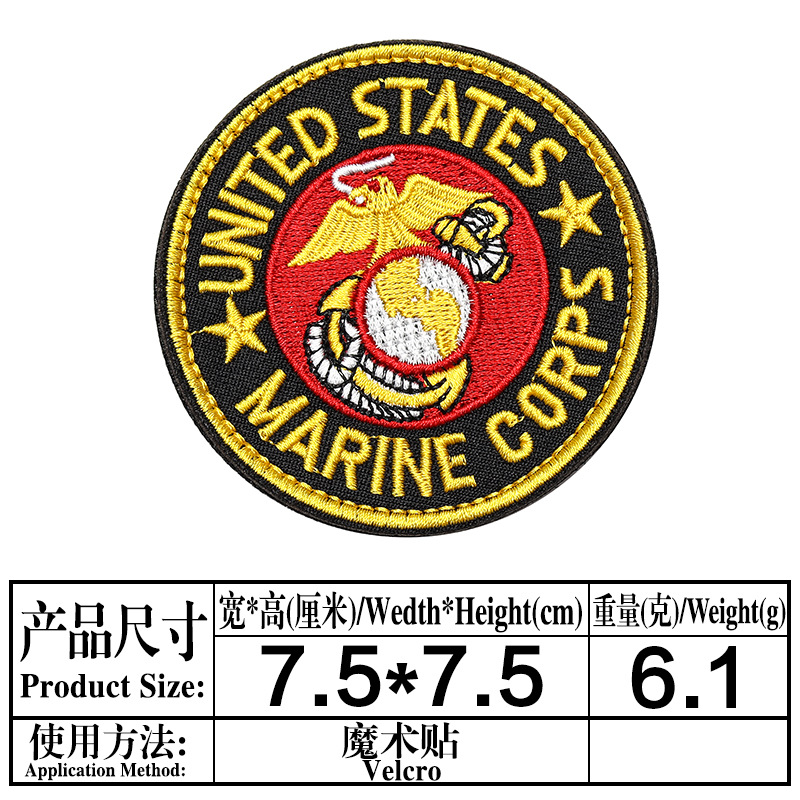 UNITED STATES
MARINE CORPS
产品尺寸
Product Size:
宽*高(厘米)/Wedth*Height(cm)
重量(克)/Weight(g)
7.5*7.5
6.1
使用方法:
Application Method:
魔术贴
Velcro